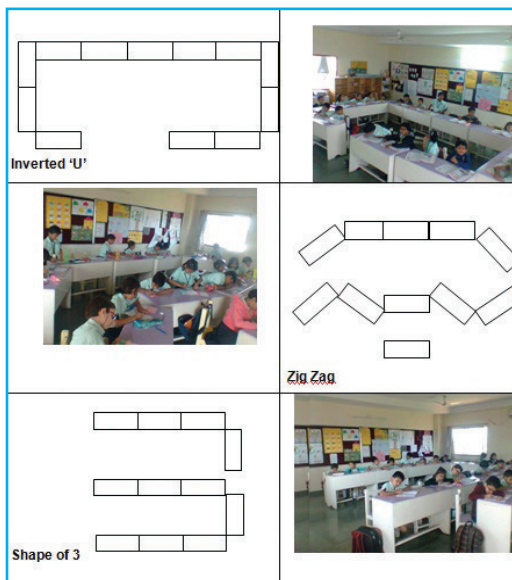 Inverted ‘U’
Zig Zag
Shape of 3